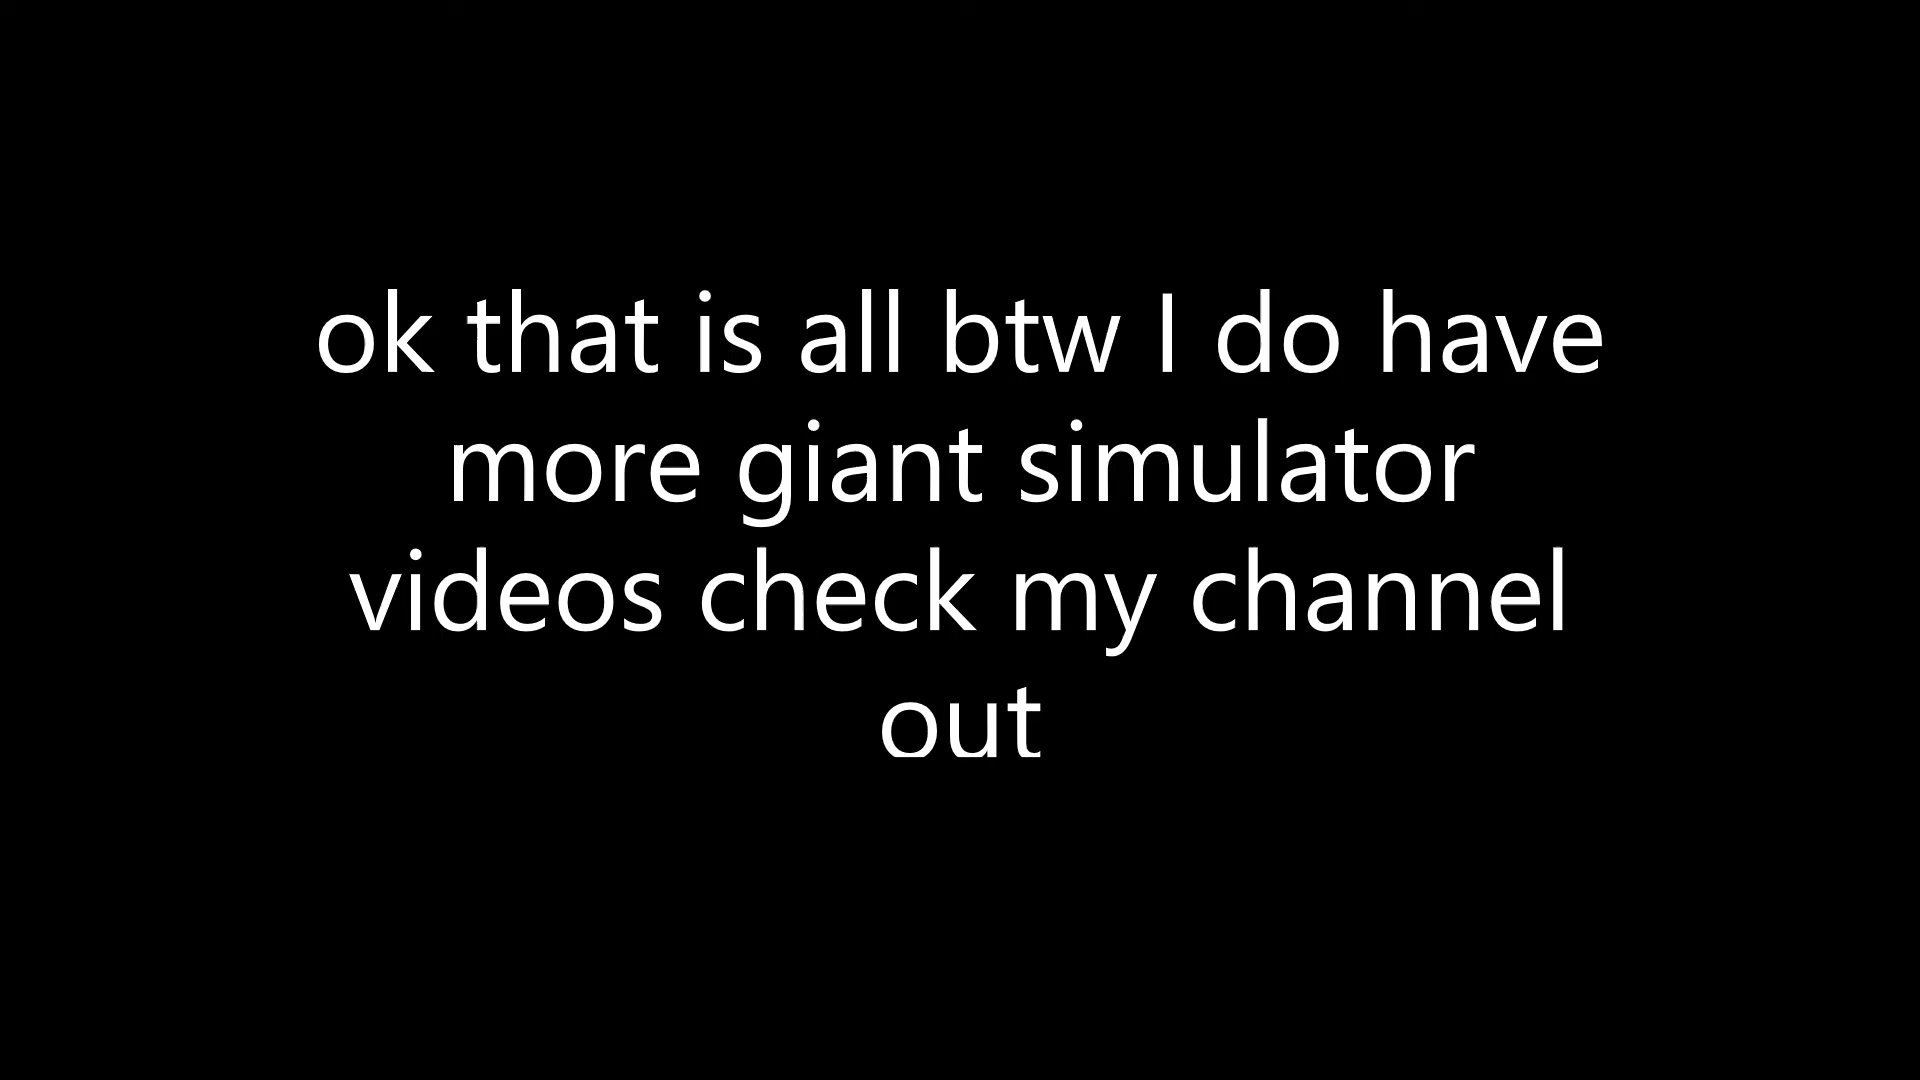 ok that is all btw I do have
more giant simulator
videos check my channel
out